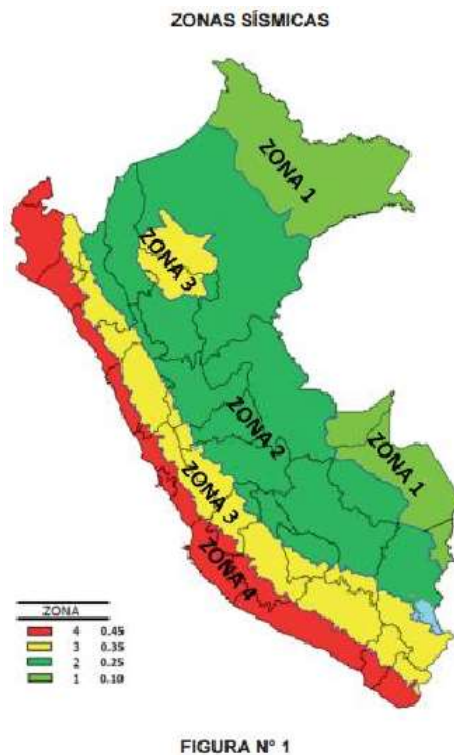 ZONAS SÍSMICAS
ZONA 1
ZONA 3
ZONA 2
ZONA 1
ZONA 3
ZONA 4
ZONA
4 0.45
3 0.35
2 0.25
1 0.10
FIGURA N° 1